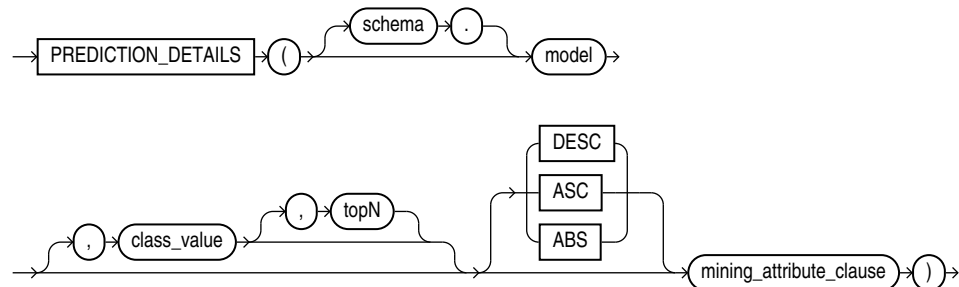 schema .
PREDICTION_DETAILS ( model
DESC
ASC
, topN
, class_value ABS
mining_attribute_clause )